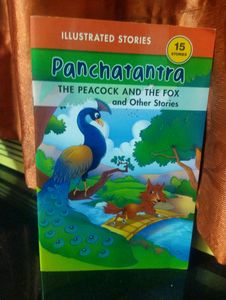 ILLUSTRATED STORIES
15
STORIES
Panchatantra
THE PEACOCK AND THE FOX
and Other Stories